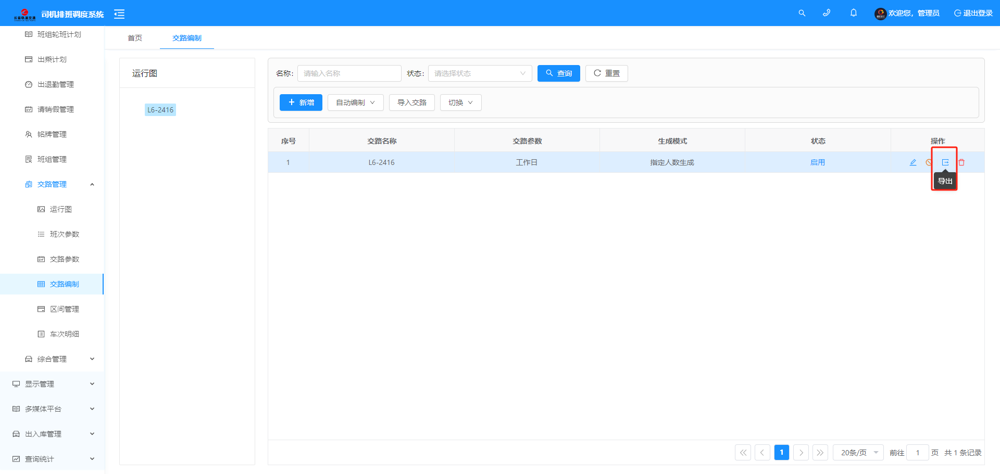 长春轨道交通
司机排班调度系统
欢迎您，管理员
退出登录
班组轮班计划
出乘计划
出退勤管理
请销假管理
铭牌管理
班组管理
交路管理
运行图
班次参数
交路参数
交路编制
区间管理
车次明细
综合管理
显示管理
多媒体平台
出入库管理
查询统计
首页 交路编制
运行图
L6-2416
名称： 请输入名称 状态： 请选择状态 查询 重置
新增 自动编制 导入交路 切换
序号 交路名称 交路参数 生成模式 状态 操作
1 L6-2416 工作日 指定人数生成 启用
导出
1 20条/页 前往 1 页 共 1 条记录